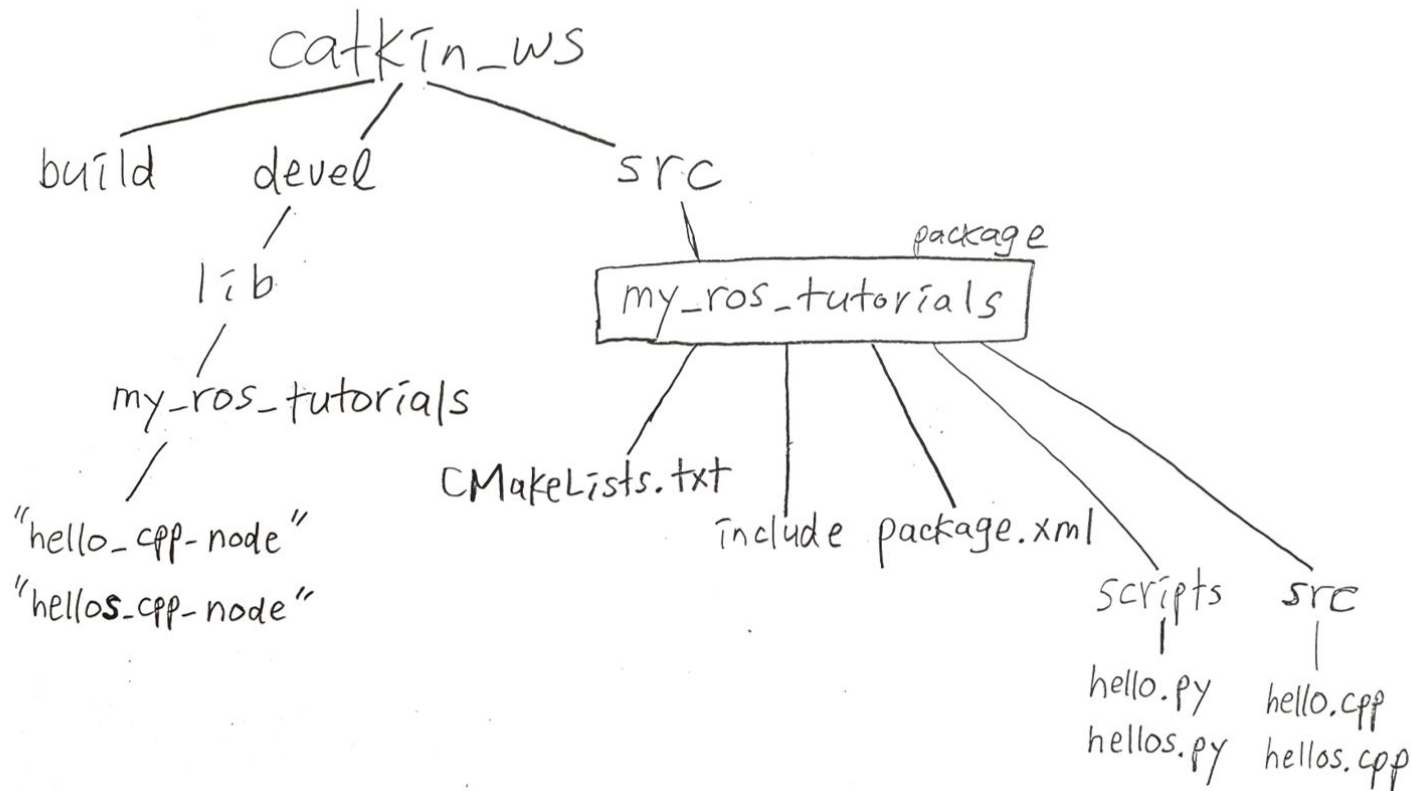 catkin_ws
build devel src
package
lib
my_ros_tutorials
my_ros_tutorials
CMakeLists.txt
include package.xml
"hello_cpp-node"
"hellos_cpp-node"
scripts src
hello.py hello.cpp
hellos.py hellos.cpp